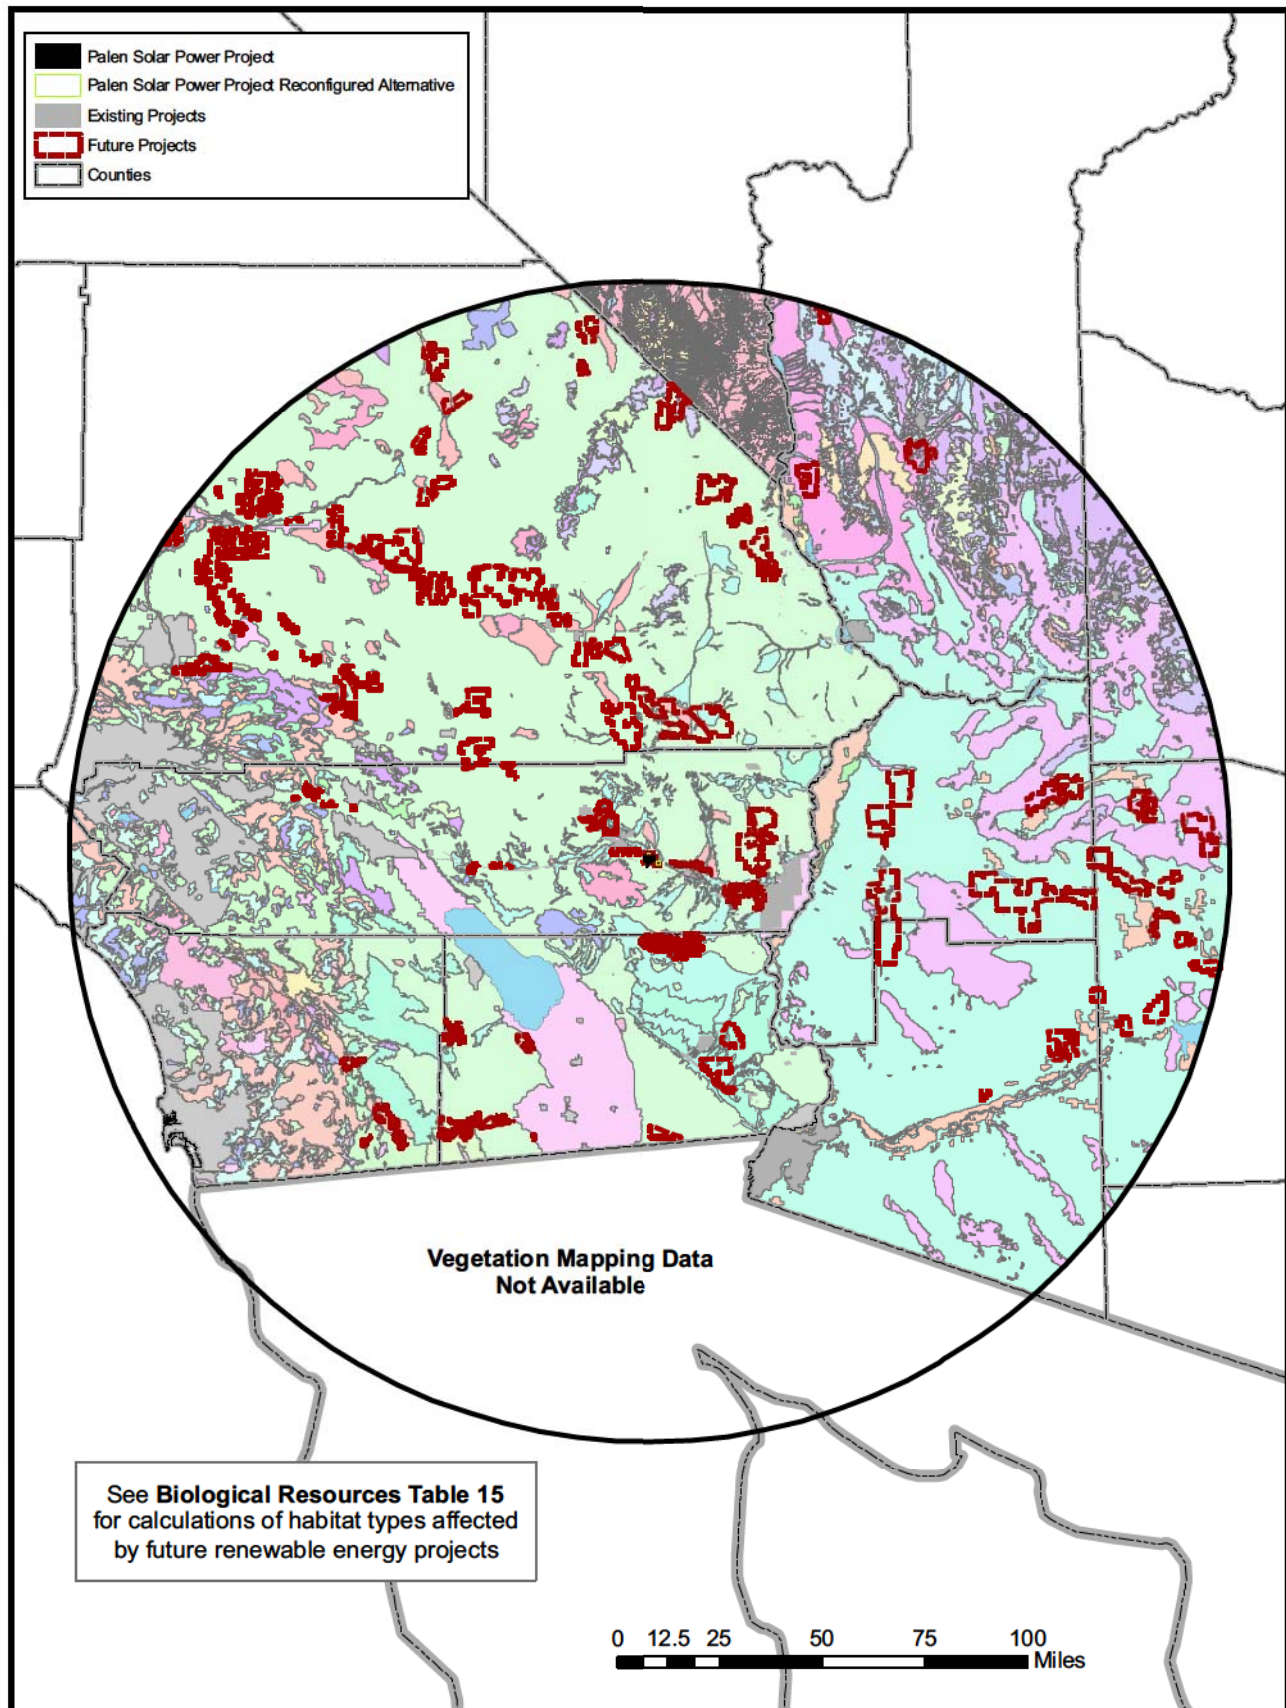 Palen Solar Power Project
Palen Solar Power Project Reconfigured Alternative
Existing Projects
Future Projects
Counties
Vegetation Mapping Data
Not Available
See Biological Resources Table 15
for calculations of habitat types affected
by future renewable energy projects
0 12.5 25 50 75 100
Miles